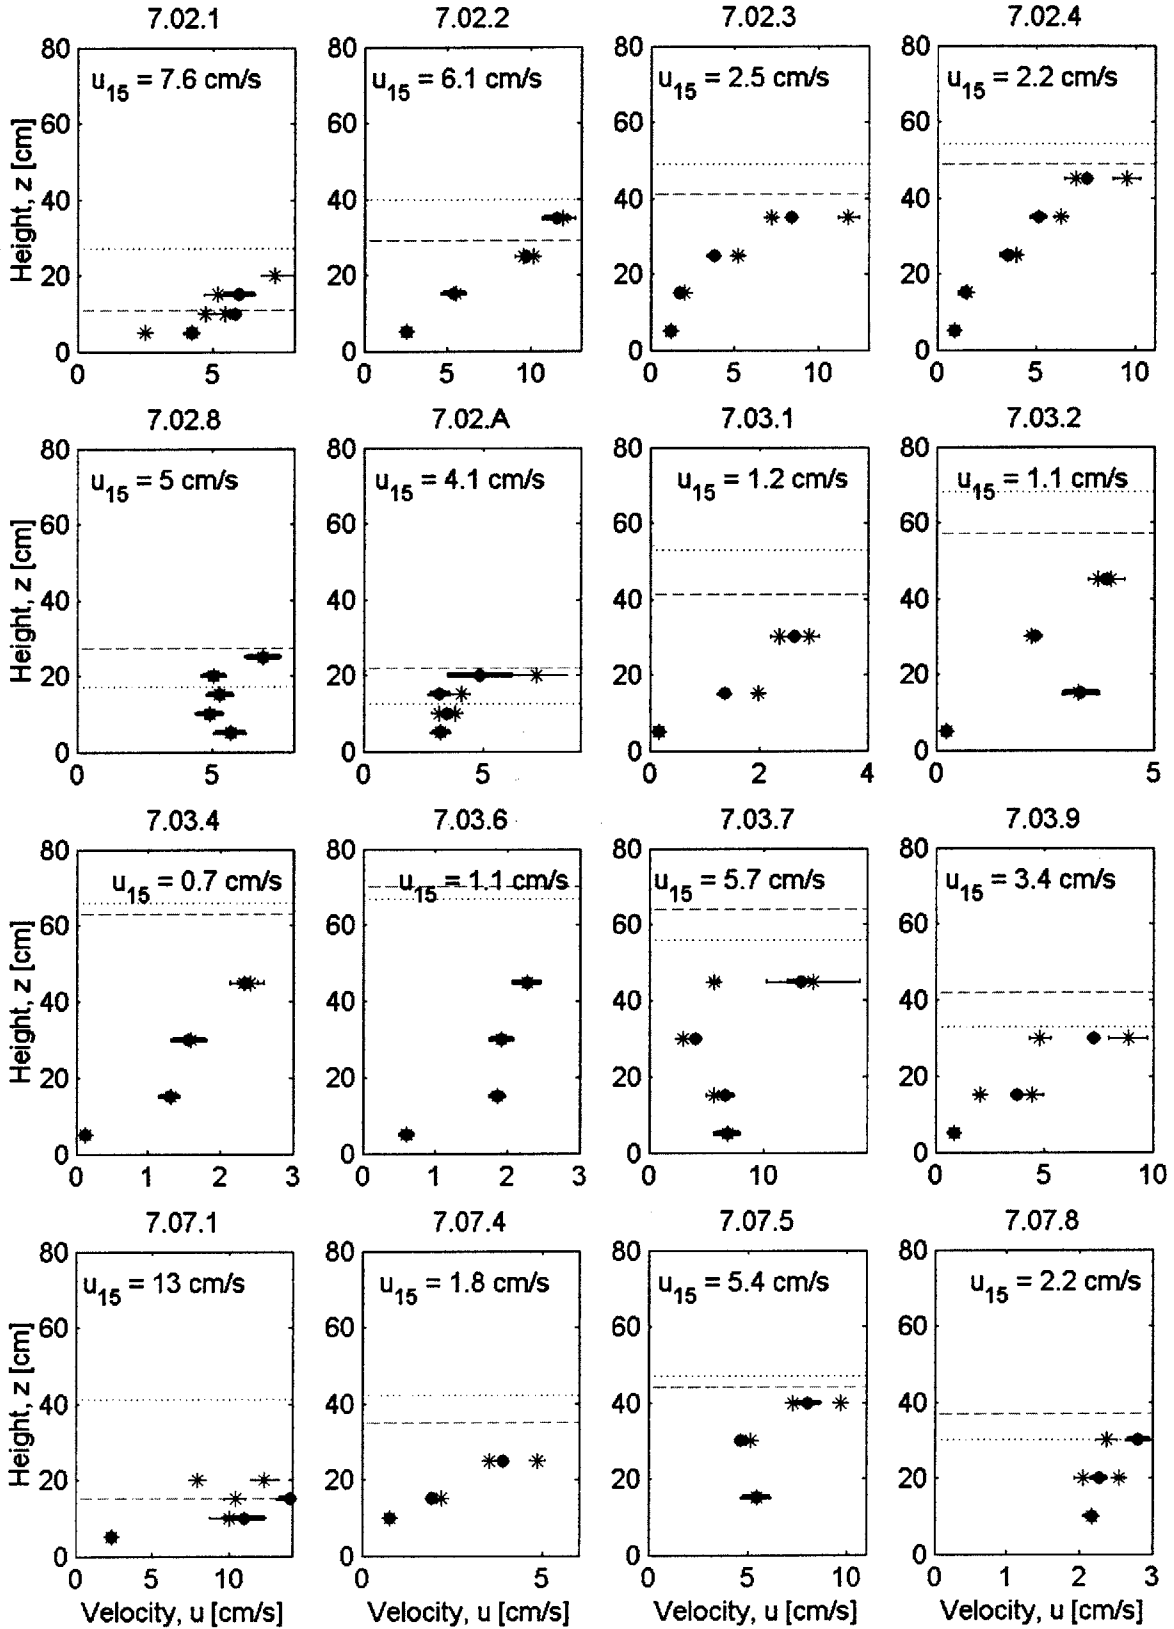 7.02.1 7.02.2 7.02.3 7.02.4
80 80 80 80
u15 = 7.6 cm/s u15 = 6.1 cm/s u15 = 2.5 cm/s u15 = 2.2 cm/s
60 60 60 60
Height, z [cm]
40 40 40 40
20 20 20 20
0 0 0 0
0 5 0 5 10 0 5 10 0 5 10
7.02.8 7.02.A 7.03.1 7.03.2
80 80 80 80
u15 = 5 cm/s u15 = 4.1 cm/s u15 = 1.2 cm/s u15 = 1.1 cm/s
60 60 60 60
Height, z [cm]
40 40 40 40
20 20 20 20
0 0 0 0
0 5 0 5 0 2 4 0 5
7.03.4 7.03.6 7.03.7 7.03.9
80 80 80 80
u15 = 0.7 cm/s u15 = 1.1 cm/s u15 = 5.7 cm/s u15 = 3.4 cm/s
60 60 60 60
Height, z [cm]
40 40 40 40
20 20 20 20
0 0 0 0
0 1 2 3 0 1 2 3 0 10 0 5 10
7.07.1 7.07.4 7.07.5 7.07.8
80 80 80 80
u15 = 13 cm/s u15 = 1.8 cm/s u15 = 5.4 cm/s u15 = 2.2 cm/s
60 60 60 60
Height, z [cm]
40 40 40 40
20 20 20 20
0 0 0 0
0 5 10 0 5 0 5 10 0 1 2 3
Velocity, u [cm/s] Velocity, u [cm/s] Velocity, u [cm/s] Velocity, u [cm/s]